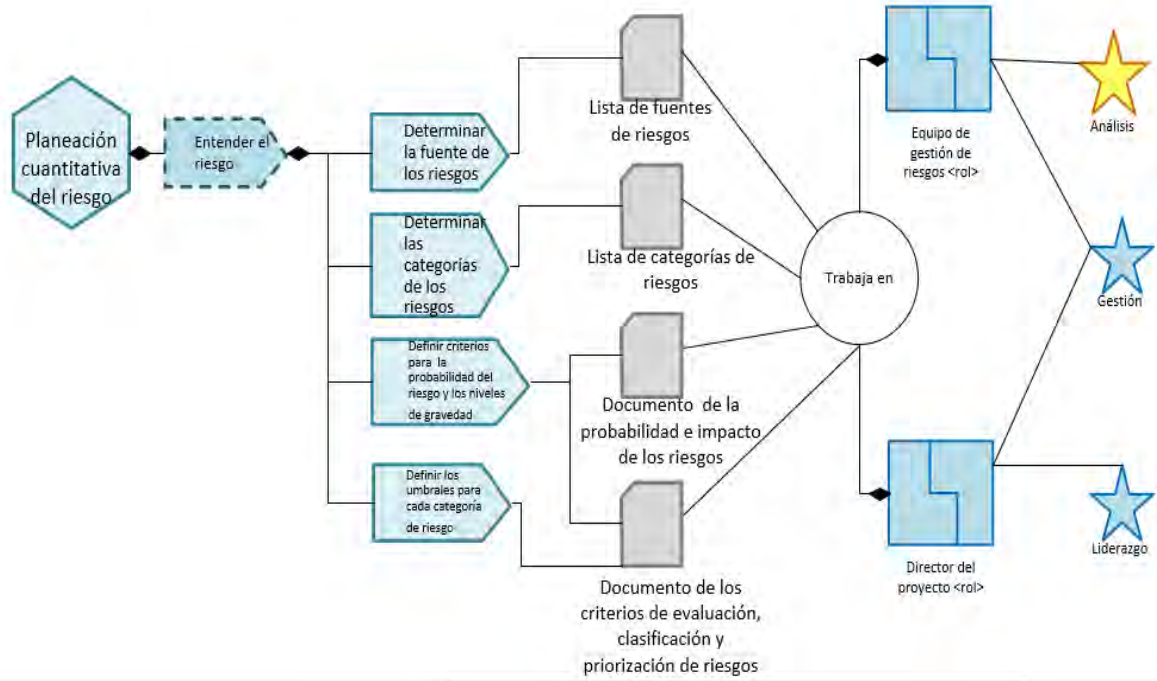 Planeación
cuantitativa
del riesgo
Entender el
riesgo
Determinar
la fuente de
los riesgos
Determinar
las
categorías
de los
riesgos
Definir criterios
para la
probabilidad del
riesgo y los niveles
de gravedad
Definir los
umbrales para
cada categoría
de riesgo
Lista de fuentes
de riesgos
Lista de categorías de
riesgos
Documento de la
probabilidad e impacto
de los riesgos
Documento de los
criterios de evaluación,
clasificación y
priorización de riesgos
Trabaja en
Equipo de
gestión de
riesgos <rol>
Director del
proyecto <rol>
Análisis
Gestión
Liderazgo